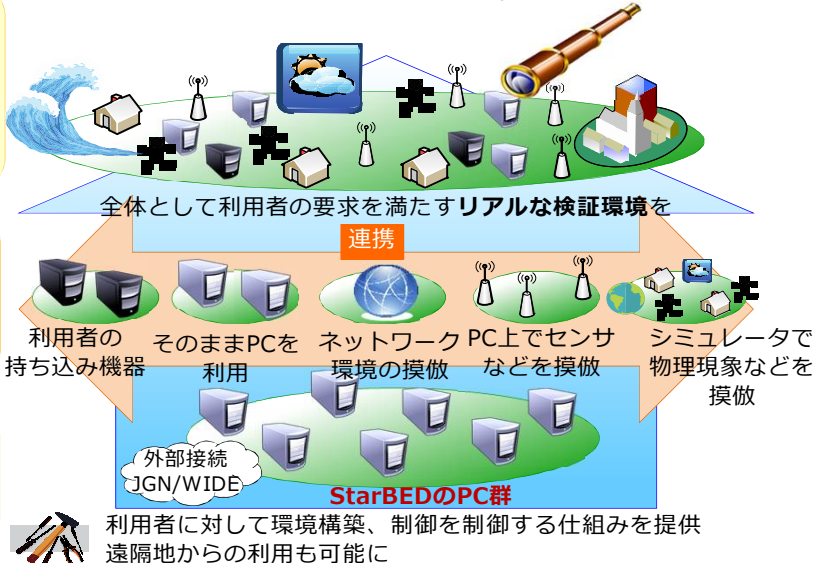 全体として利用者の要求を満たすリアルな検証環境を
連携
利用者の
持ち込み機器
そのままPCを
利用
ネットワーク
環境の摸倣
PC上でセンサ
などを摸倣
シミュレータで
物理現象などを
摸倣
外部接続
JGN/WIDE
StarBEDのPC群
利用者に対して環境構築、制御を制御する仕組みを提供
遠隔地からの利用も可能に